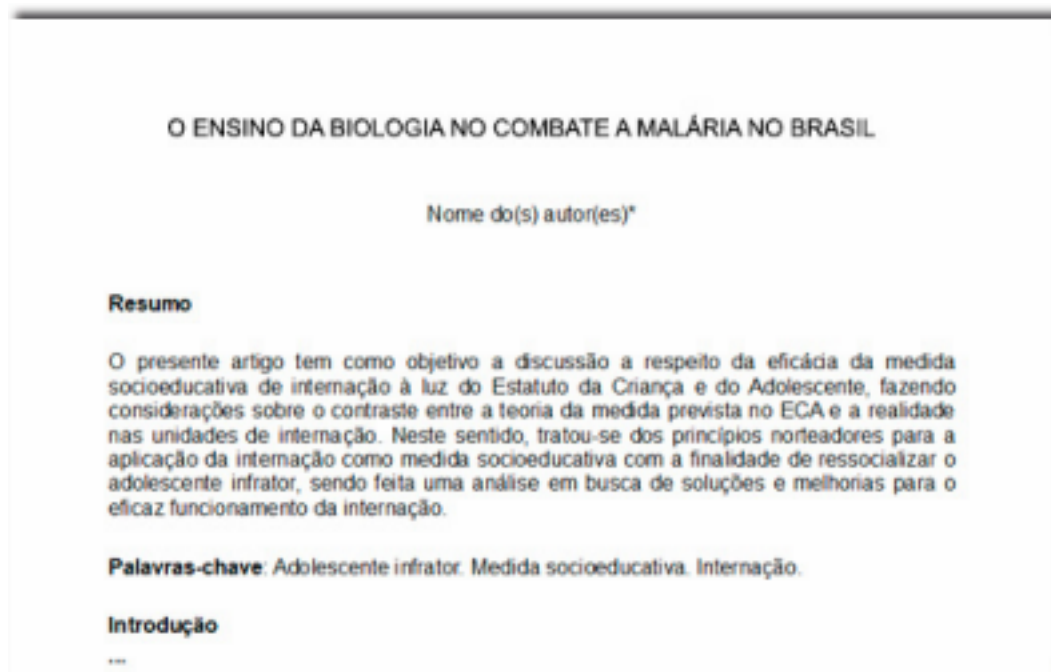 O ENSINO DA BIOLOGIA NO COMBATE A MALÁRIA NO BRASIL
Nome do(s) autor(es)*
Resumo
O presente artigo tem como objetivo a discussão a respeito da eficácia da medida
socioeducativa de internação à luz do Estatuto da Criança e do Adolescente, fazendo
considerações sobre o contraste entre a teoria da medida prevista no ECA e a realidade
nas unidades de internação. Neste sentido, tratou-se dos princípios norteadores para a
aplicação da internação como medida socioeducativa com a finalidade de ressocializar o
adolescente infrator, sendo feita uma análise em busca de soluções e melhorias para o
eficaz funcionamento da internação.
Palavras-chave: Adolescente infrator. Medida socioeducativa. Internação.
Introdução
...